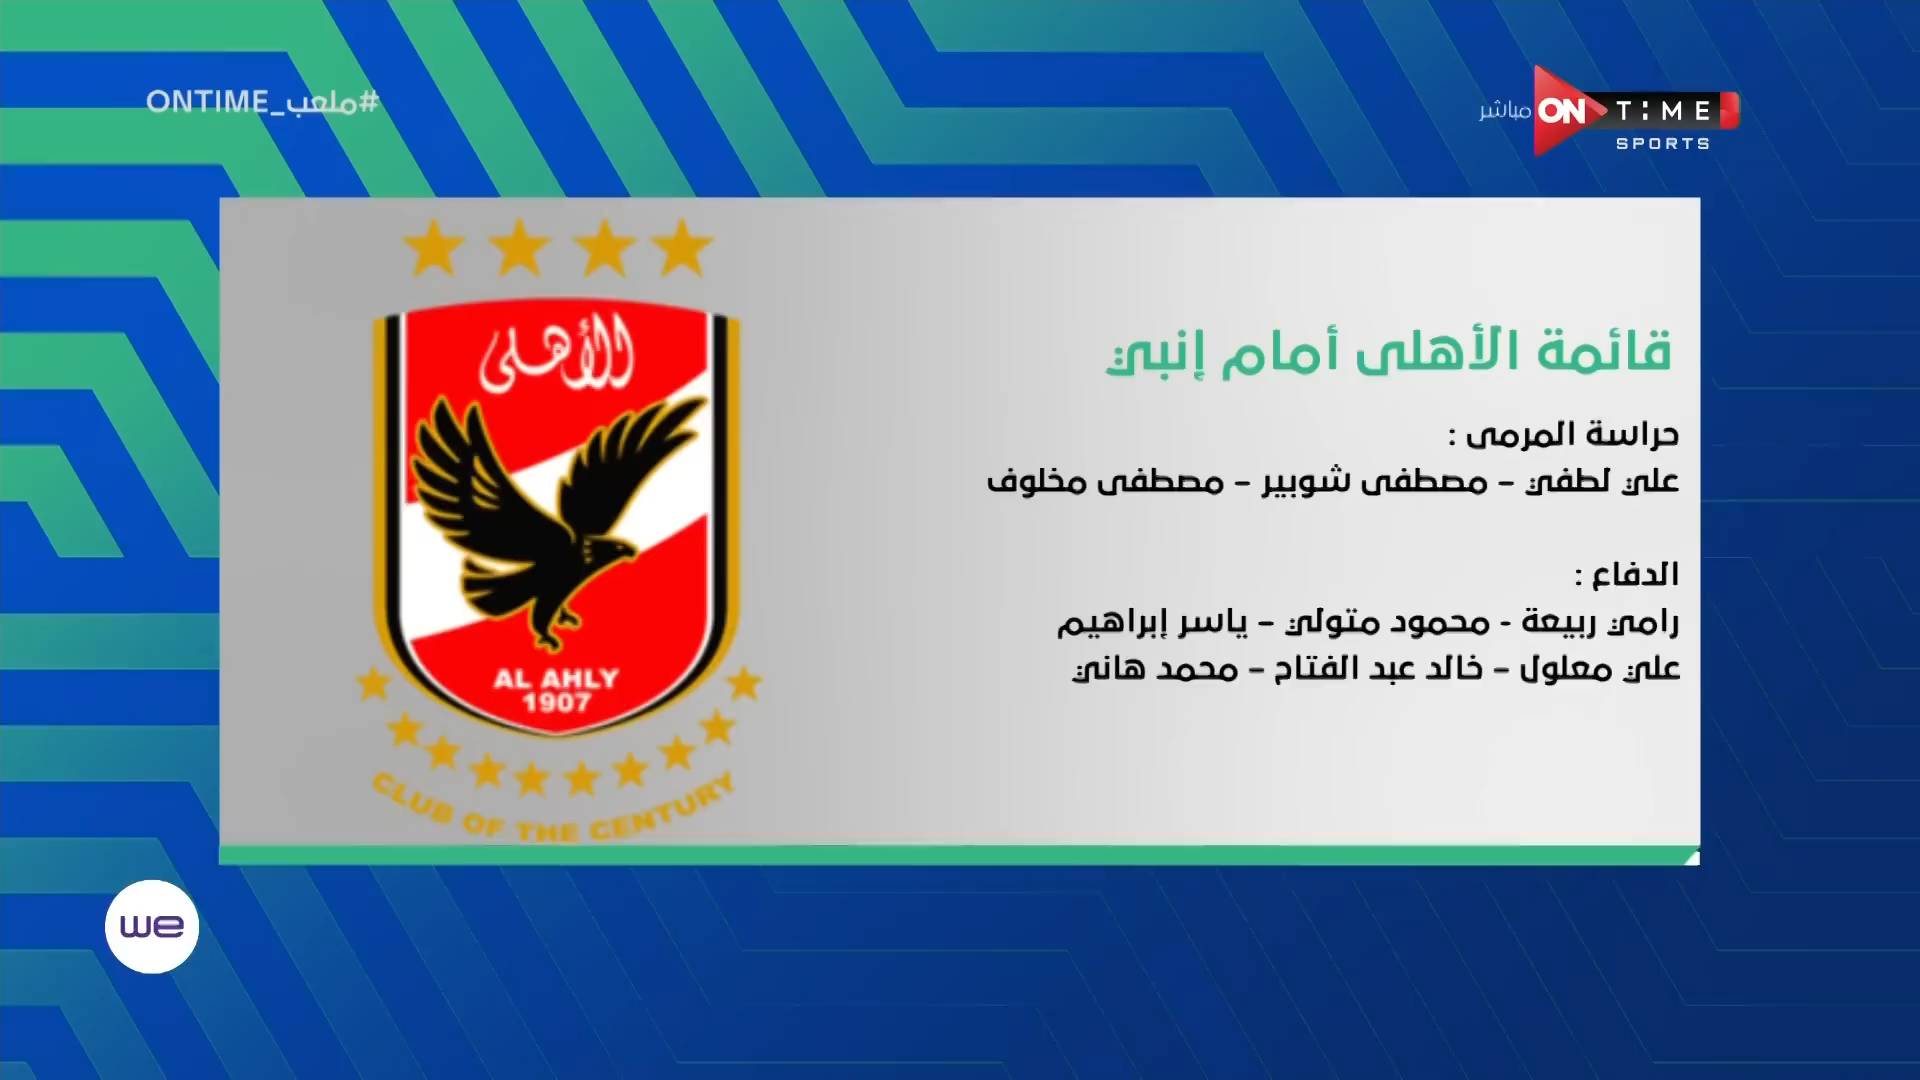 #ملعب_ONTIME
مباشر
ON TIME
SPORTS
قائمة الأهلى أمام إنبي
حراسة المرمى :
علي لطفي – مصطفى شوبير – مصطفى مخلوف
الدفاع :
رامي ربيعة - محمود متولي – ياسر إبراهيم
علي معلول – خالد عبد الفتاح – محمد هاني
الأهلى
AL AHLY
1907
CLUB OF THE CENTURY
we